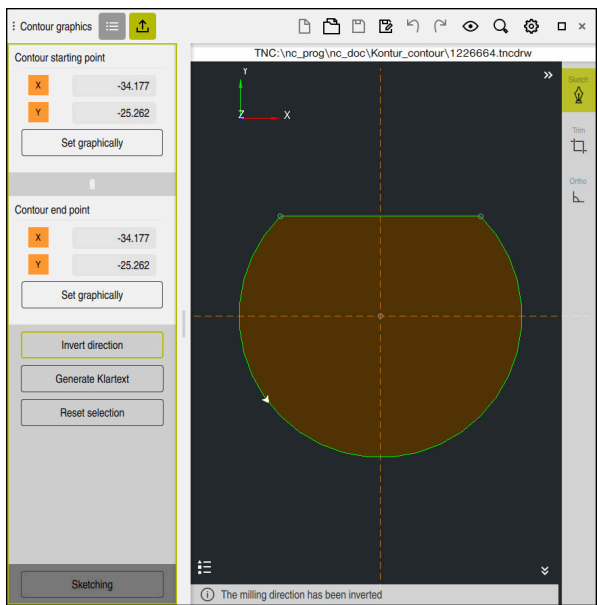 Contour graphics
TNC:\nc_prog\nc_doc\Kontur_contour\1226664.tncdrw
Contour starting point
X -34.177
Y -25.262
Set graphically
Contour end point
X -34.177
Y -25.262
Set graphically
Invert direction
Generate Klartext
Reset selection
Sketching
Y
Z X
Sketch
Trim
Ortho
The milling direction has been inverted